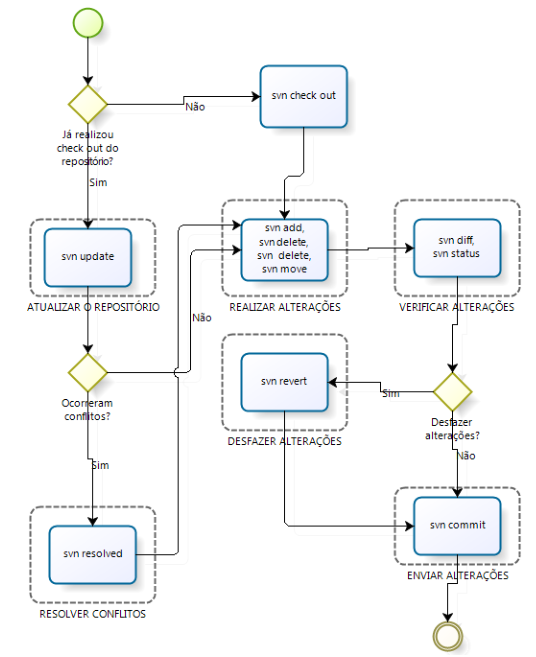 svn check out
Não
Já realizou
check out do
repositório?
Sim
svn update
ATUALIZAR O REPOSITÓRIO
svn add,
svn delete,
svn delete,
svn move
REALIZAR ALTERAÇÕES
svn diff,
svn status
VERIFICAR ALTERAÇÕES
Não
Ocorreram
conflitos?
svn revert
DESFAZER ALTERAÇÕES
Sim
Desfazer
alterações?
Não
Sim
svn resolved
RESOLVER CONFLITOS
svn commit
ENVIAR ALTERAÇÕES